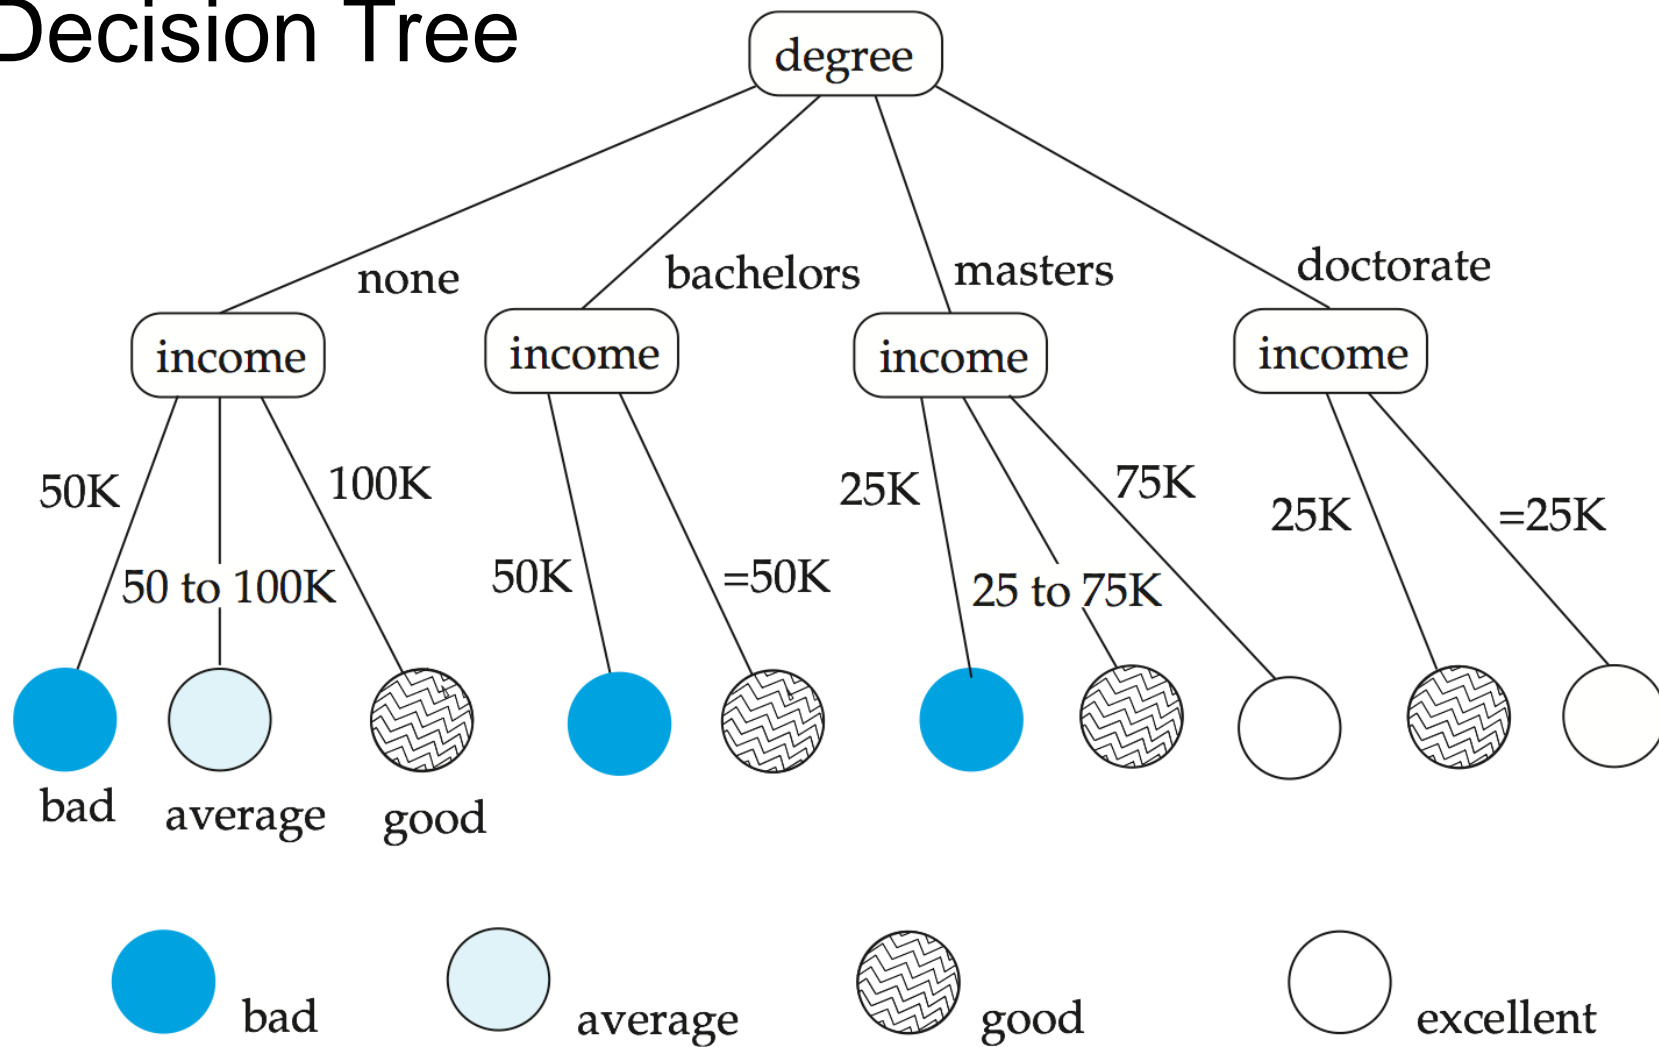 Decision Tree
degree
none
bachelors
masters
doctorate
income
income
income
income
50K
50 to 100K
100K
50K
=50K
25K
25 to 75K
75K
25K
=25K
bad
average
good
bad
average
good
excellent